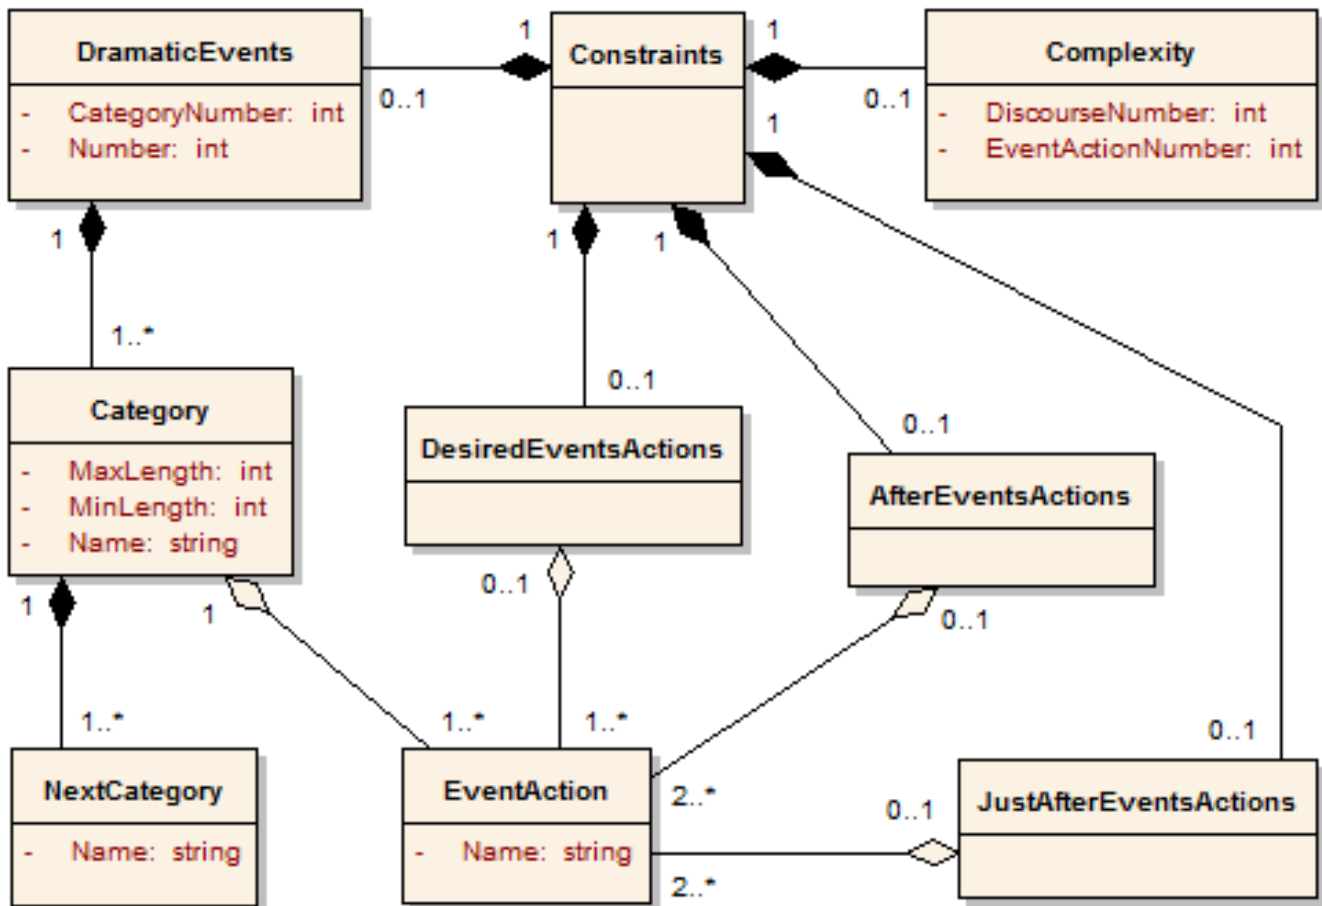 DramaticEvents
- CategoryNumber: int
- Number: int
1
0..1
Constraints
1
0..1
Complexity
- DiscourseNumber: int
- EventActionNumber: int
1
1
1
1
1..*
0..1
0..1
Category
- MaxLength: int
- MinLength: int
- Name: string
DesiredEventsActions
AfterEventsActions
1
1
0..1
0..1
1..*
1..*
1..*
0..1
NextCategory
- Name: string
EventAction
- Name: string
2..*
0..1
2..*
JustAfterEventsActions